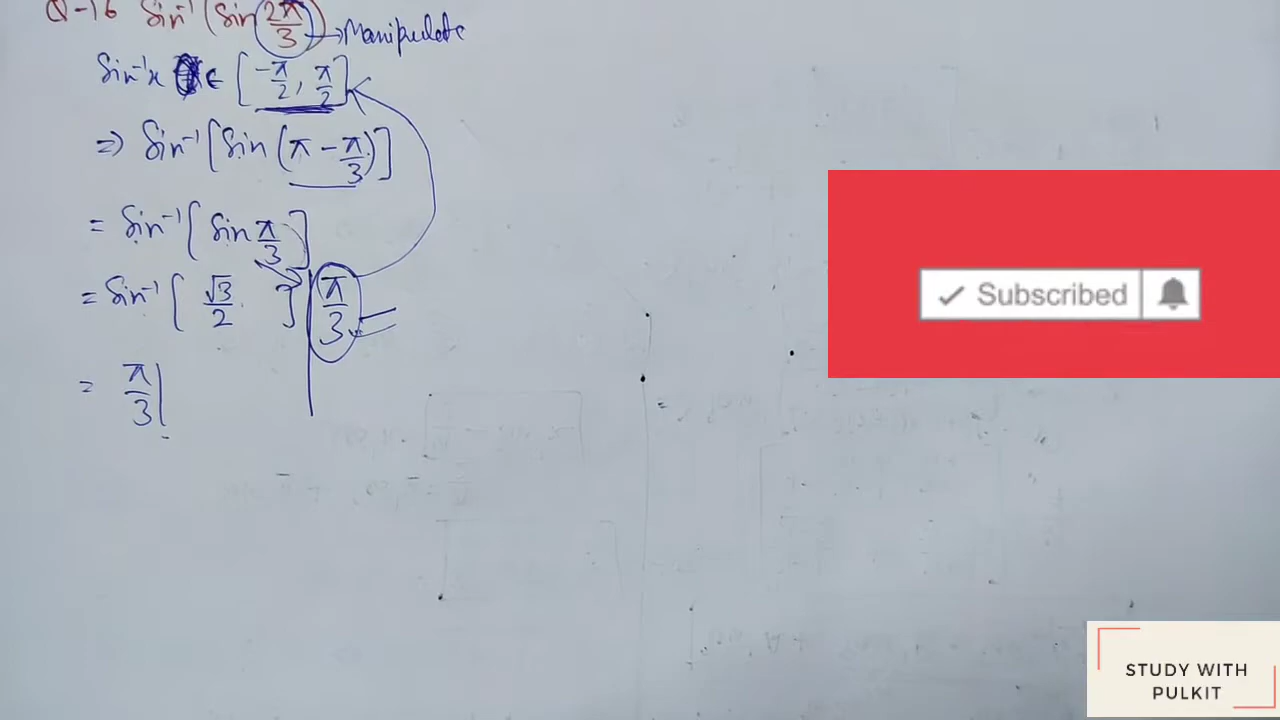 Q-16 Sin⁻¹(Sin 2π/3) → Manipulate
Sin⁻¹x ∈ [-π/2, π/2]
=> Sin⁻¹[Sin(π - π/3)]
= Sin⁻¹[Sin π/3]
= Sin⁻¹[√3/2] π/3
= π/3
Subscribed
STUDY WITH
PULKIT